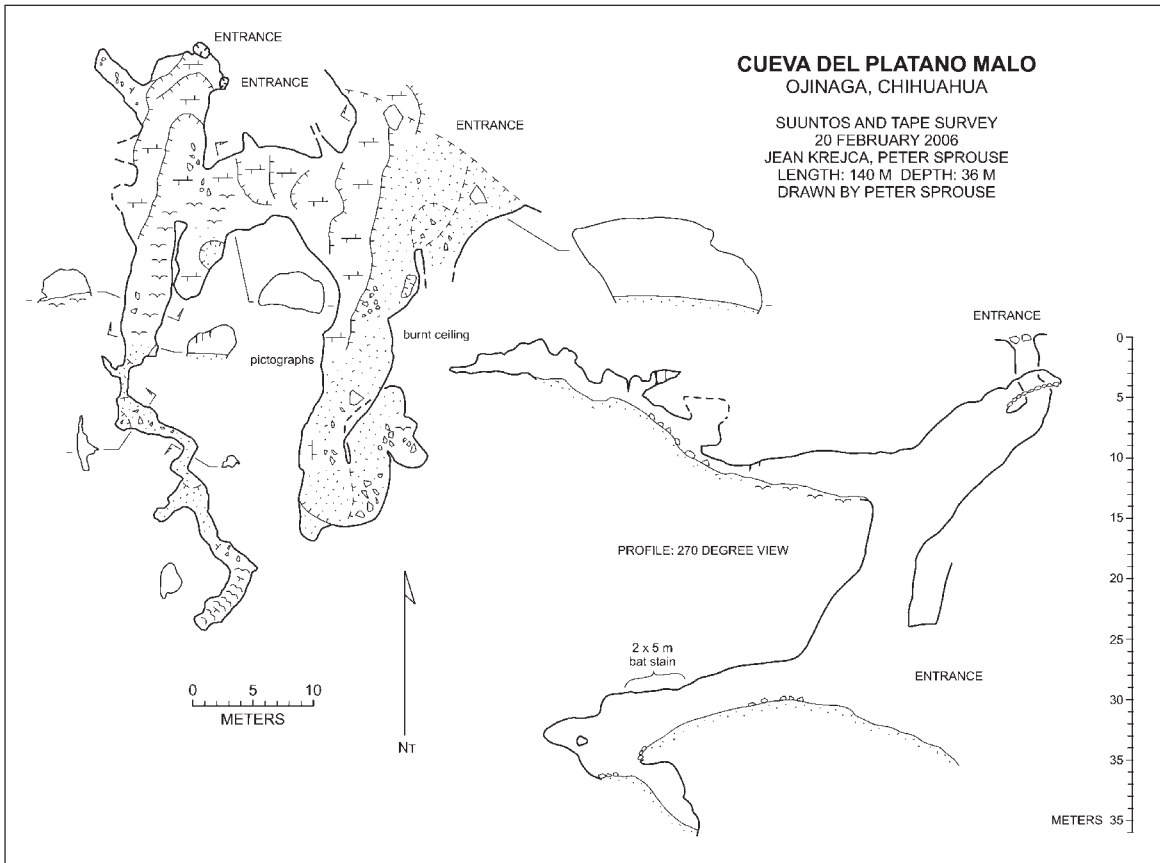 ENTRANCE
ENTRANCE
ENTRANCE
CUEVA DEL PLATANO MALO
OJINAGA, CHIHUAHUA
SUUNTOS AND TAPE SURVEY
20 FEBRUARY 2006
JEAN KREJCA, PETER SPROUSE
LENGTH: 140 M DEPTH: 36 M
DRAWN BY PETER SPROUSE
burnt ceiling
pictographs
ENTRANCE
0
5
10
15
20
25
30
35
METERS 35
PROFILE: 270 DEGREE VIEW
2 x 5 m
bat stain
ENTRANCE
0 5 10
METERS
NT